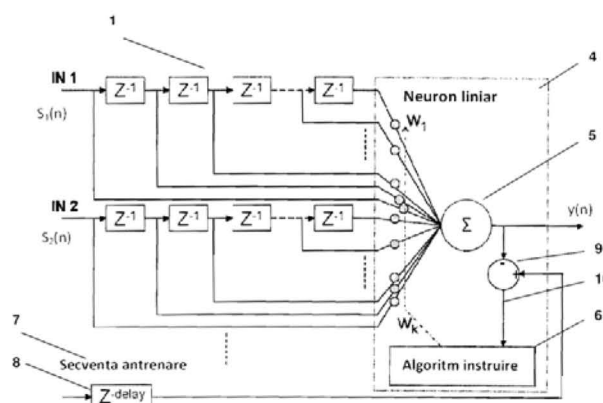 1
IN 1
Z-1 Z-1 Z-1 Z-1
S1(n)
Neuron liniar
4
W1
5
IN 2
Z-1 Z-1 Z-1 Z-1
S2(n)
Σ
y(n)
9
10
7
Secventa antrenare
Wk
6
8
Z-delay
Algoritm instruire